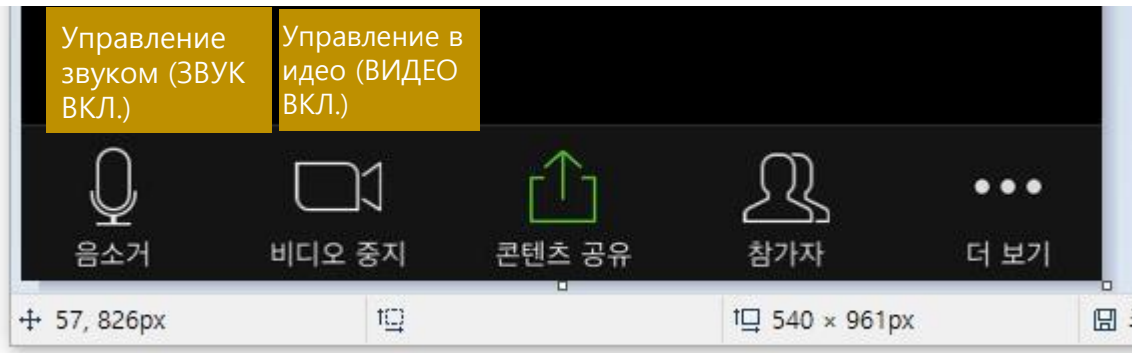 Управление
звуком (ЗВУК
ВКЛ.)
Управление в
идео (ВИДЕО
ВКЛ.)
음소거
비디오 중지
콘텐츠 공유
참가자
더 보기
57, 826px
540 × 961px